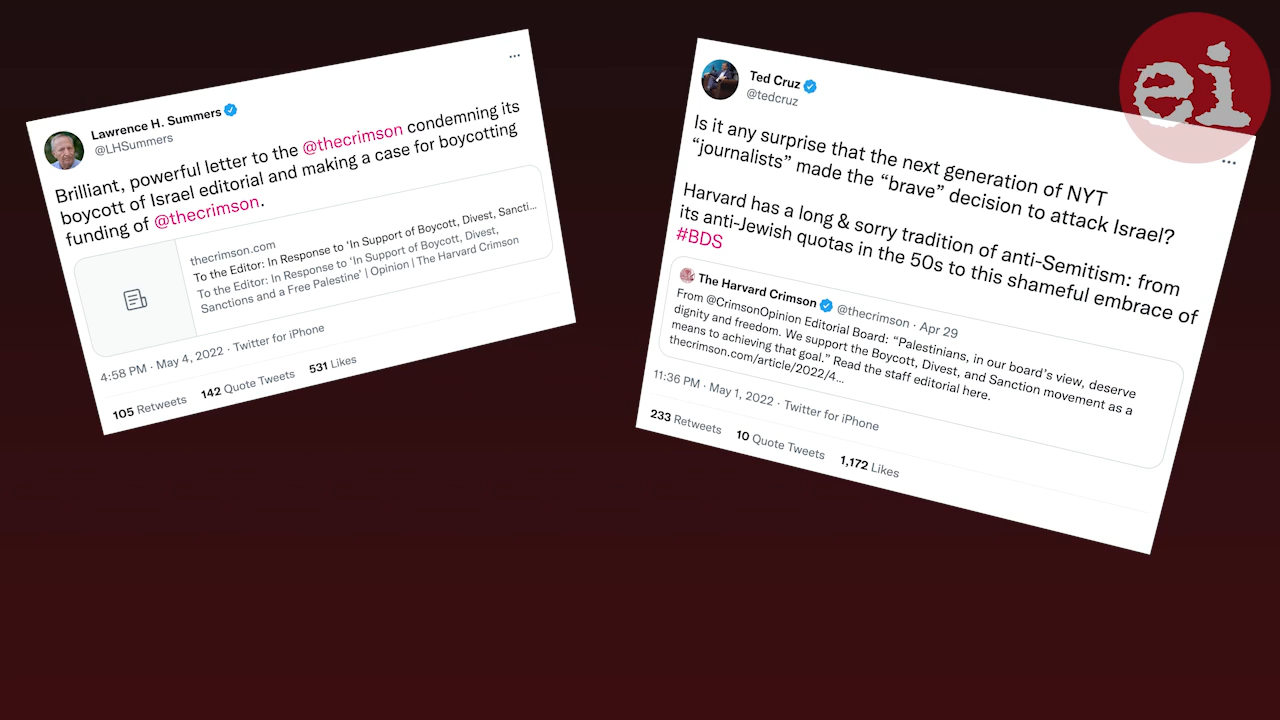 Lawrence H. Summers
@LHSummers
Brilliant, powerful letter to the @thecrimson condemning its
boycott of Israel editorial and making a case for boycotting
funding of @thecrimson.
thecrimson.com
To the Editor: In Response to ‘In Support of Boycott, Divest, Sancti...
To the Editor: In Response to ‘In Support of Boycott, Divest,
Sanctions and a Free Palestine’ | Opinion | The Harvard Crimson
4:58 PM · May 4, 2022 · Twitter for iPhone
105 Retweets 142 Quote Tweets 531 Likes
Ted Cruz
@tedcruz
Is it any surprise that the next generation of NYT
“journalists” made the “brave” decision to attack Israel?
Harvard has a long & sorry tradition of anti-Semitism: from
its anti-Jewish quotas in the 50s to this shameful embrace of
#BDS
The Harvard Crimson @thecrimson · Apr 29
From @CrimsonOpinion Editorial Board: “Palestinians, in our board’s view, deserve
dignity and freedom. We support the Boycott, Divest, and Sanction movement as a
means to achieving that goal.” Read the staff editorial here.
thecrimson.com/article/2022/4...
11:36 PM · May 1, 2022 · Twitter for iPhone
233 Retweets 10 Quote Tweets 1,172 Likes
ei